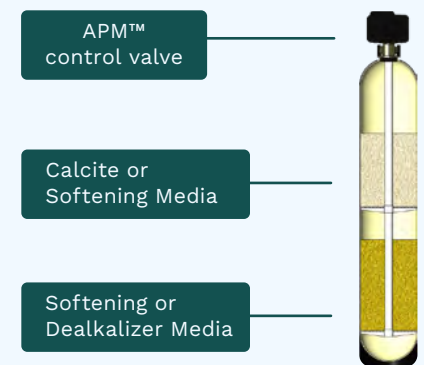 APM™
control valve
Calcite or
Softening Media
Softening or
Dealkalizer Media